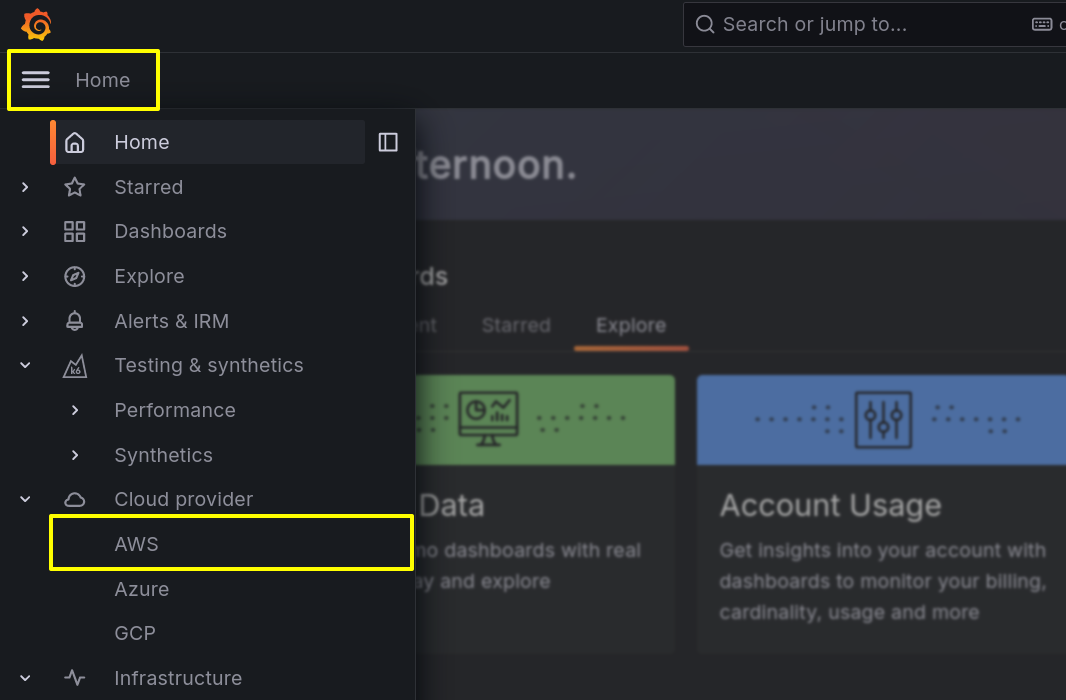 Search or jump to...
Home
Home
Starred
Dashboards
Explore
Alerts & IRM
k6
Testing & synthetics
Performance
Synthetics
Cloud provider
AWS
Azure
GCP
Infrastructure
ternoon.
rds
nt Starred Explore
Data
no dashboards with real
ay and explore
Account Usage
Get insights into your account with
dashboards to monitor your billing,
cardinality, usage and more